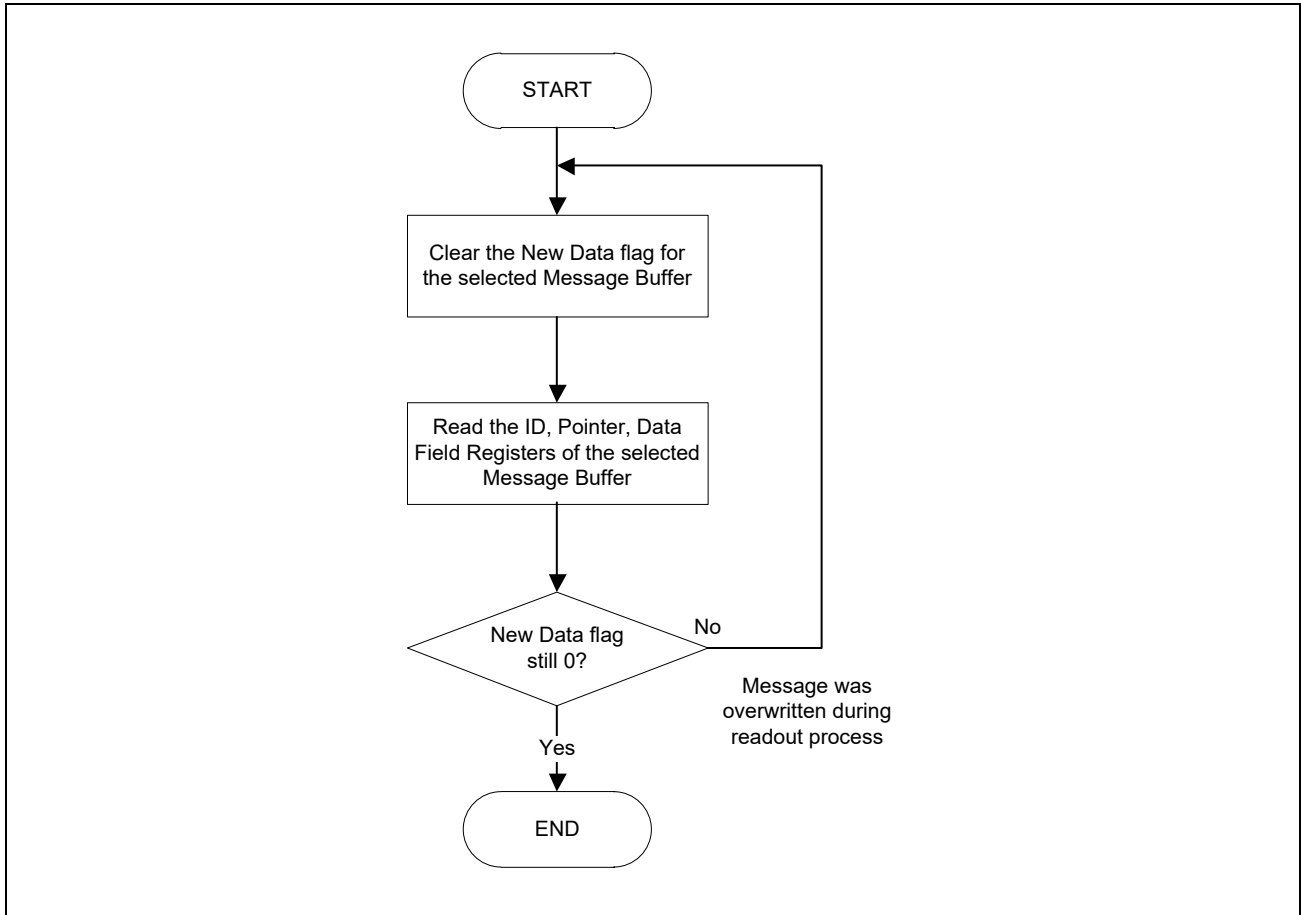 START
Clear the New Data flag for
the selected Message Buffer
Read the ID, Pointer, Data
Field Registers of the selected
Message Buffer
New Data flag
still 0?
No
Message was
overwritten during
readout process
Yes
END